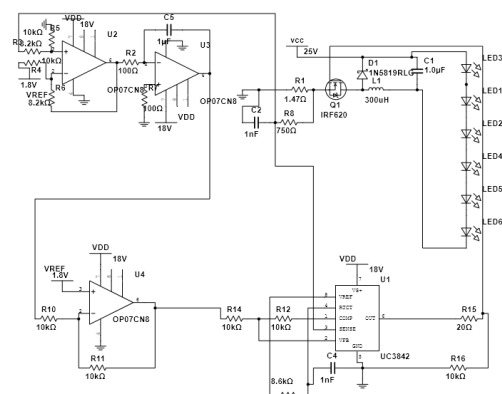 C5
R5
10kΩ
VDD
18V
U2
U3
R3
8.2kΩ
R4
10kΩ
1.8V
VREF
8.2kΩ
R6
R2
100Ω
1µF
OP07CN8
R7
100Ω
OP07CN8
VDD
18V
VCC
25V
D1
1N5819RLG
L1
300uH
C1
1.0µF
R1
1.47Ω
Q1
IRF620
C2
1nF
R8
750Ω
LED3
LED1
LED2
LED4
LED5
LED6
VDD
18V
VREF
1.8V
U4
OP07CN8
R10
10kΩ
R11
10kΩ
R14
10kΩ
R12
10kΩ
VDD
18V
U1
VS+
VREF
RTCT
COMP
OUT
SENSE
VFB
GND
UC3842
R15
20Ω
C4
1nF
R16
10kΩ
8.6kΩ